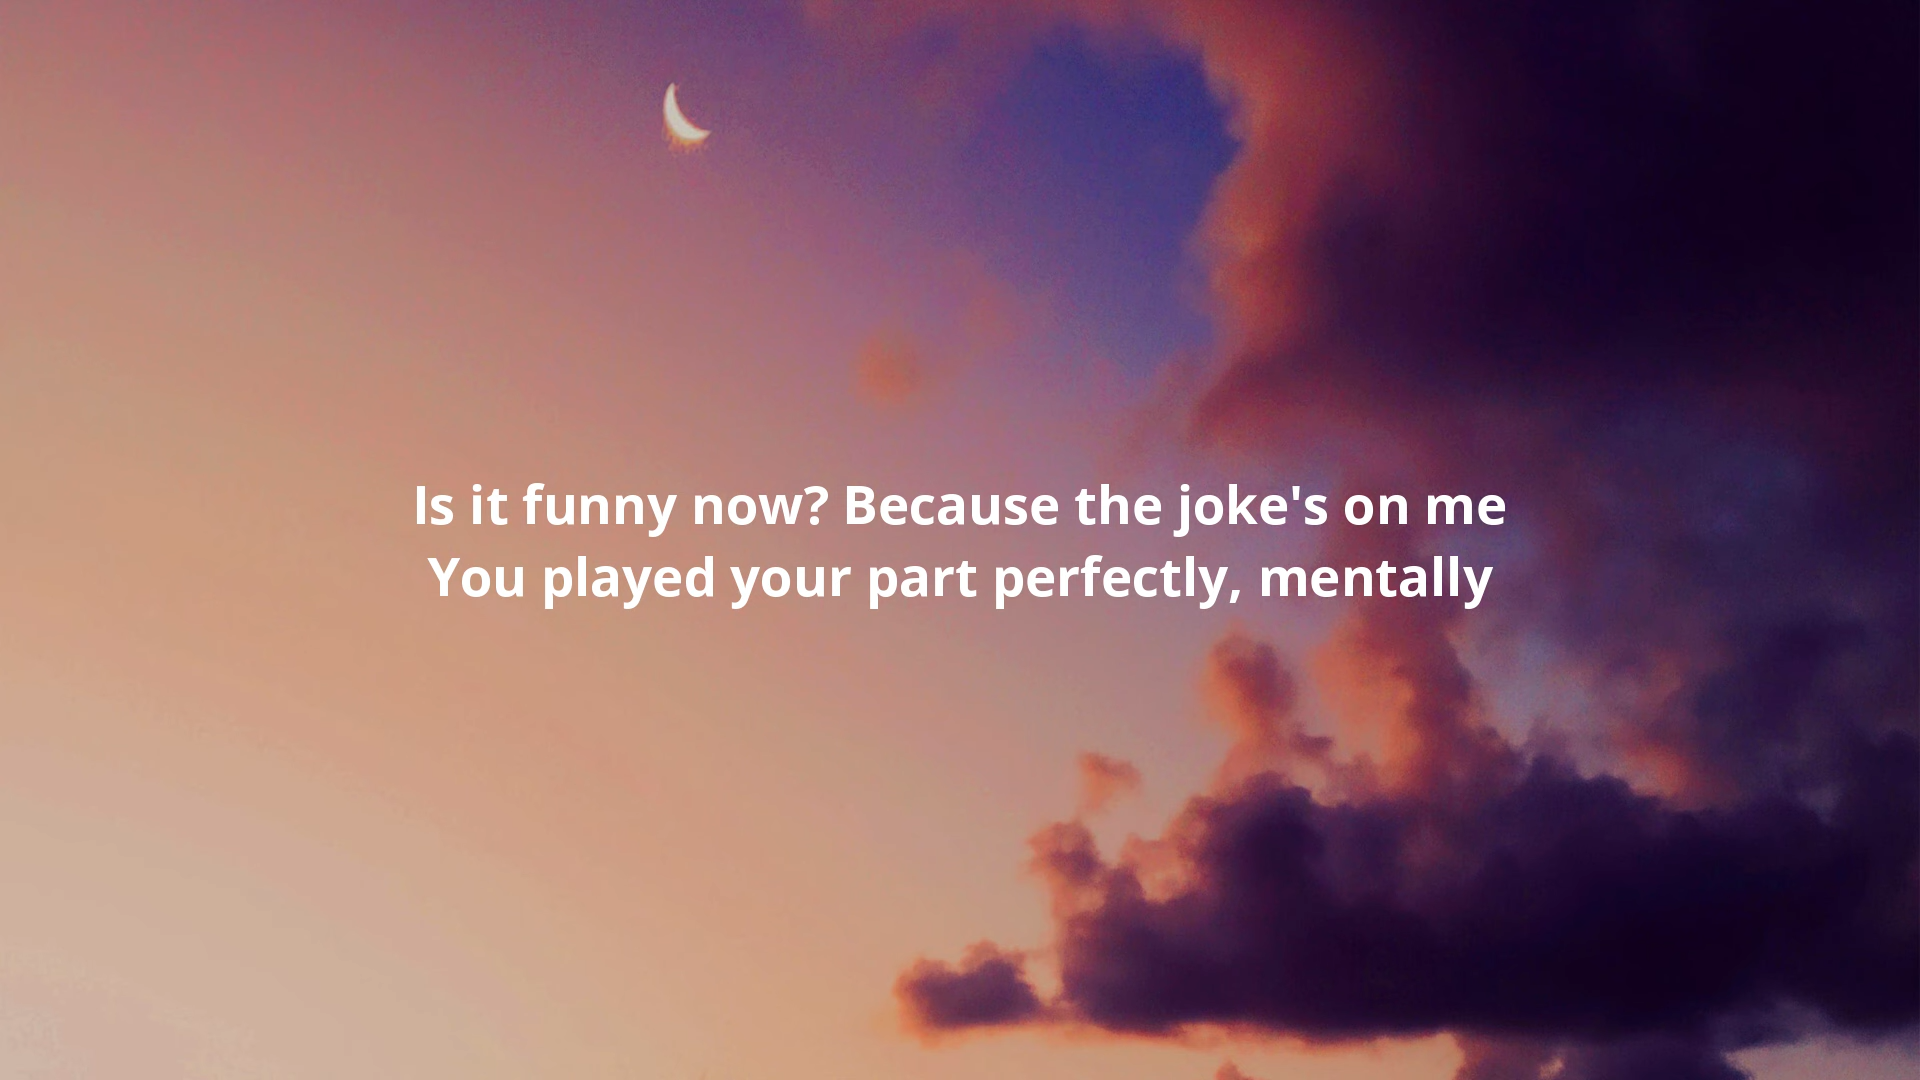 Is it funny now? Because the joke's on me
You played your part perfectly, mentally